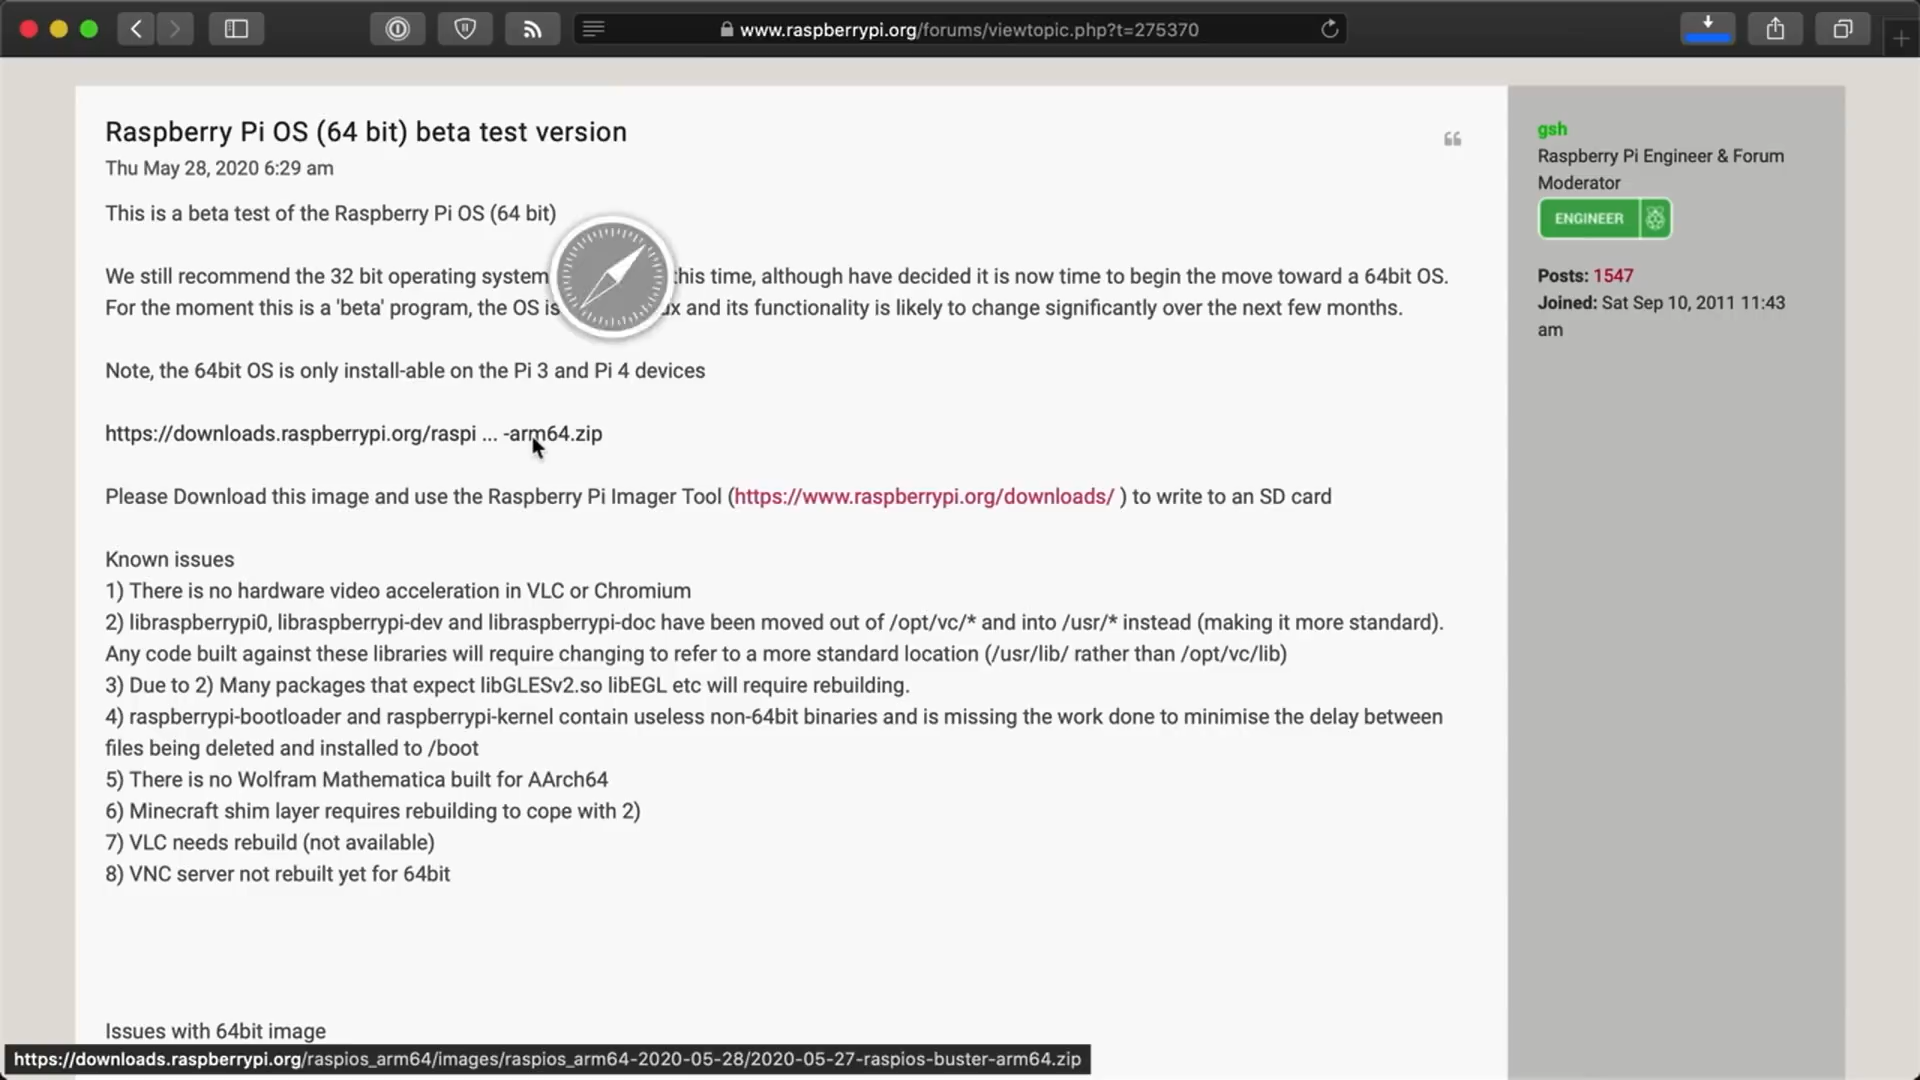 www.raspberrypi.org/forums/viewtopic.php?t=275370
Raspberry Pi OS (64 bit) beta test version
Thu May 28, 2020 6:29 am
This is a beta test of the Raspberry Pi OS (64 bit)
We still recommend the 32 bit operating system this time, although have decided it is now time to begin the move toward a 64bit OS.
For the moment this is a 'beta' program, the OS is and its functionality is likely to change significantly over the next few months.
Note, the 64bit OS is only install-able on the Pi 3 and Pi 4 devices
https://downloads.raspberrypi.org/raspi ... -arm64.zip
Please Download this image and use the Raspberry Pi Imager Tool (https://www.raspberrypi.org/downloads/ ) to write to an SD card
Known issues
1) There is no hardware video acceleration in VLC or Chromium
2) libraspberrypi0, libraspberrypi-dev and libraspberrypi-doc have been moved out of /opt/vc/* and into /usr/* instead (making it more standard).
Any code built against these libraries will require changing to refer to a more standard location (/usr/lib/ rather than /opt/vc/lib)
3) Due to 2) Many packages that expect libGLESv2.so libEGL etc will require rebuilding.
4) raspberrypi-bootloader and raspberrypi-kernel contain useless non-64bit binaries and is missing the work done to minimise the delay between
files being deleted and installed to /boot
5) There is no Wolfram Mathematica built for AArch64
6) Minecraft shim layer requires rebuilding to cope with 2)
7) VLC needs rebuild (not available)
8) VNC server not rebuilt yet for 64bit
Issues with 64bit image
gsh
Raspberry Pi Engineer & Forum
Moderator
ENGINEER
Posts: 1547
Joined: Sat Sep 10, 2011 11:43
am
https://downloads.raspberrypi.org/raspios_arm64/images/raspios_arm64-2020-05-28/2020-05-27-raspios-buster-arm64.zip